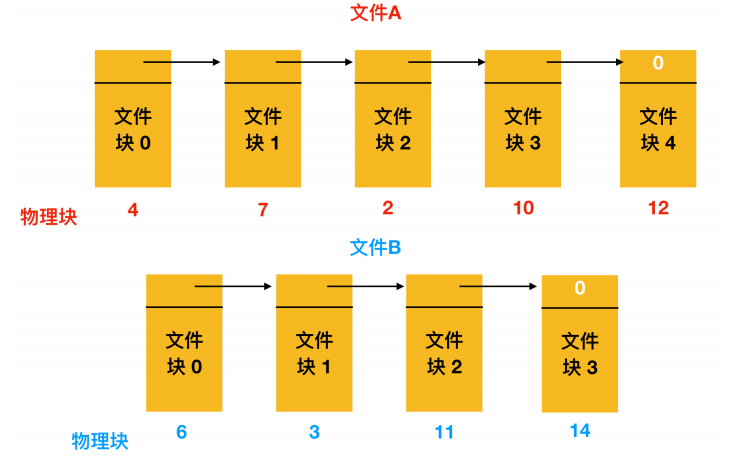 文件A
0
文件 文件 文件 文件 文件
块 0 块 1 块 2 块 3 块 4
物理块 4 7 2 10 12
文件B
0
文件 文件 文件 文件
块 0 块 1 块 2 块 3
物理块 6 3 11 14